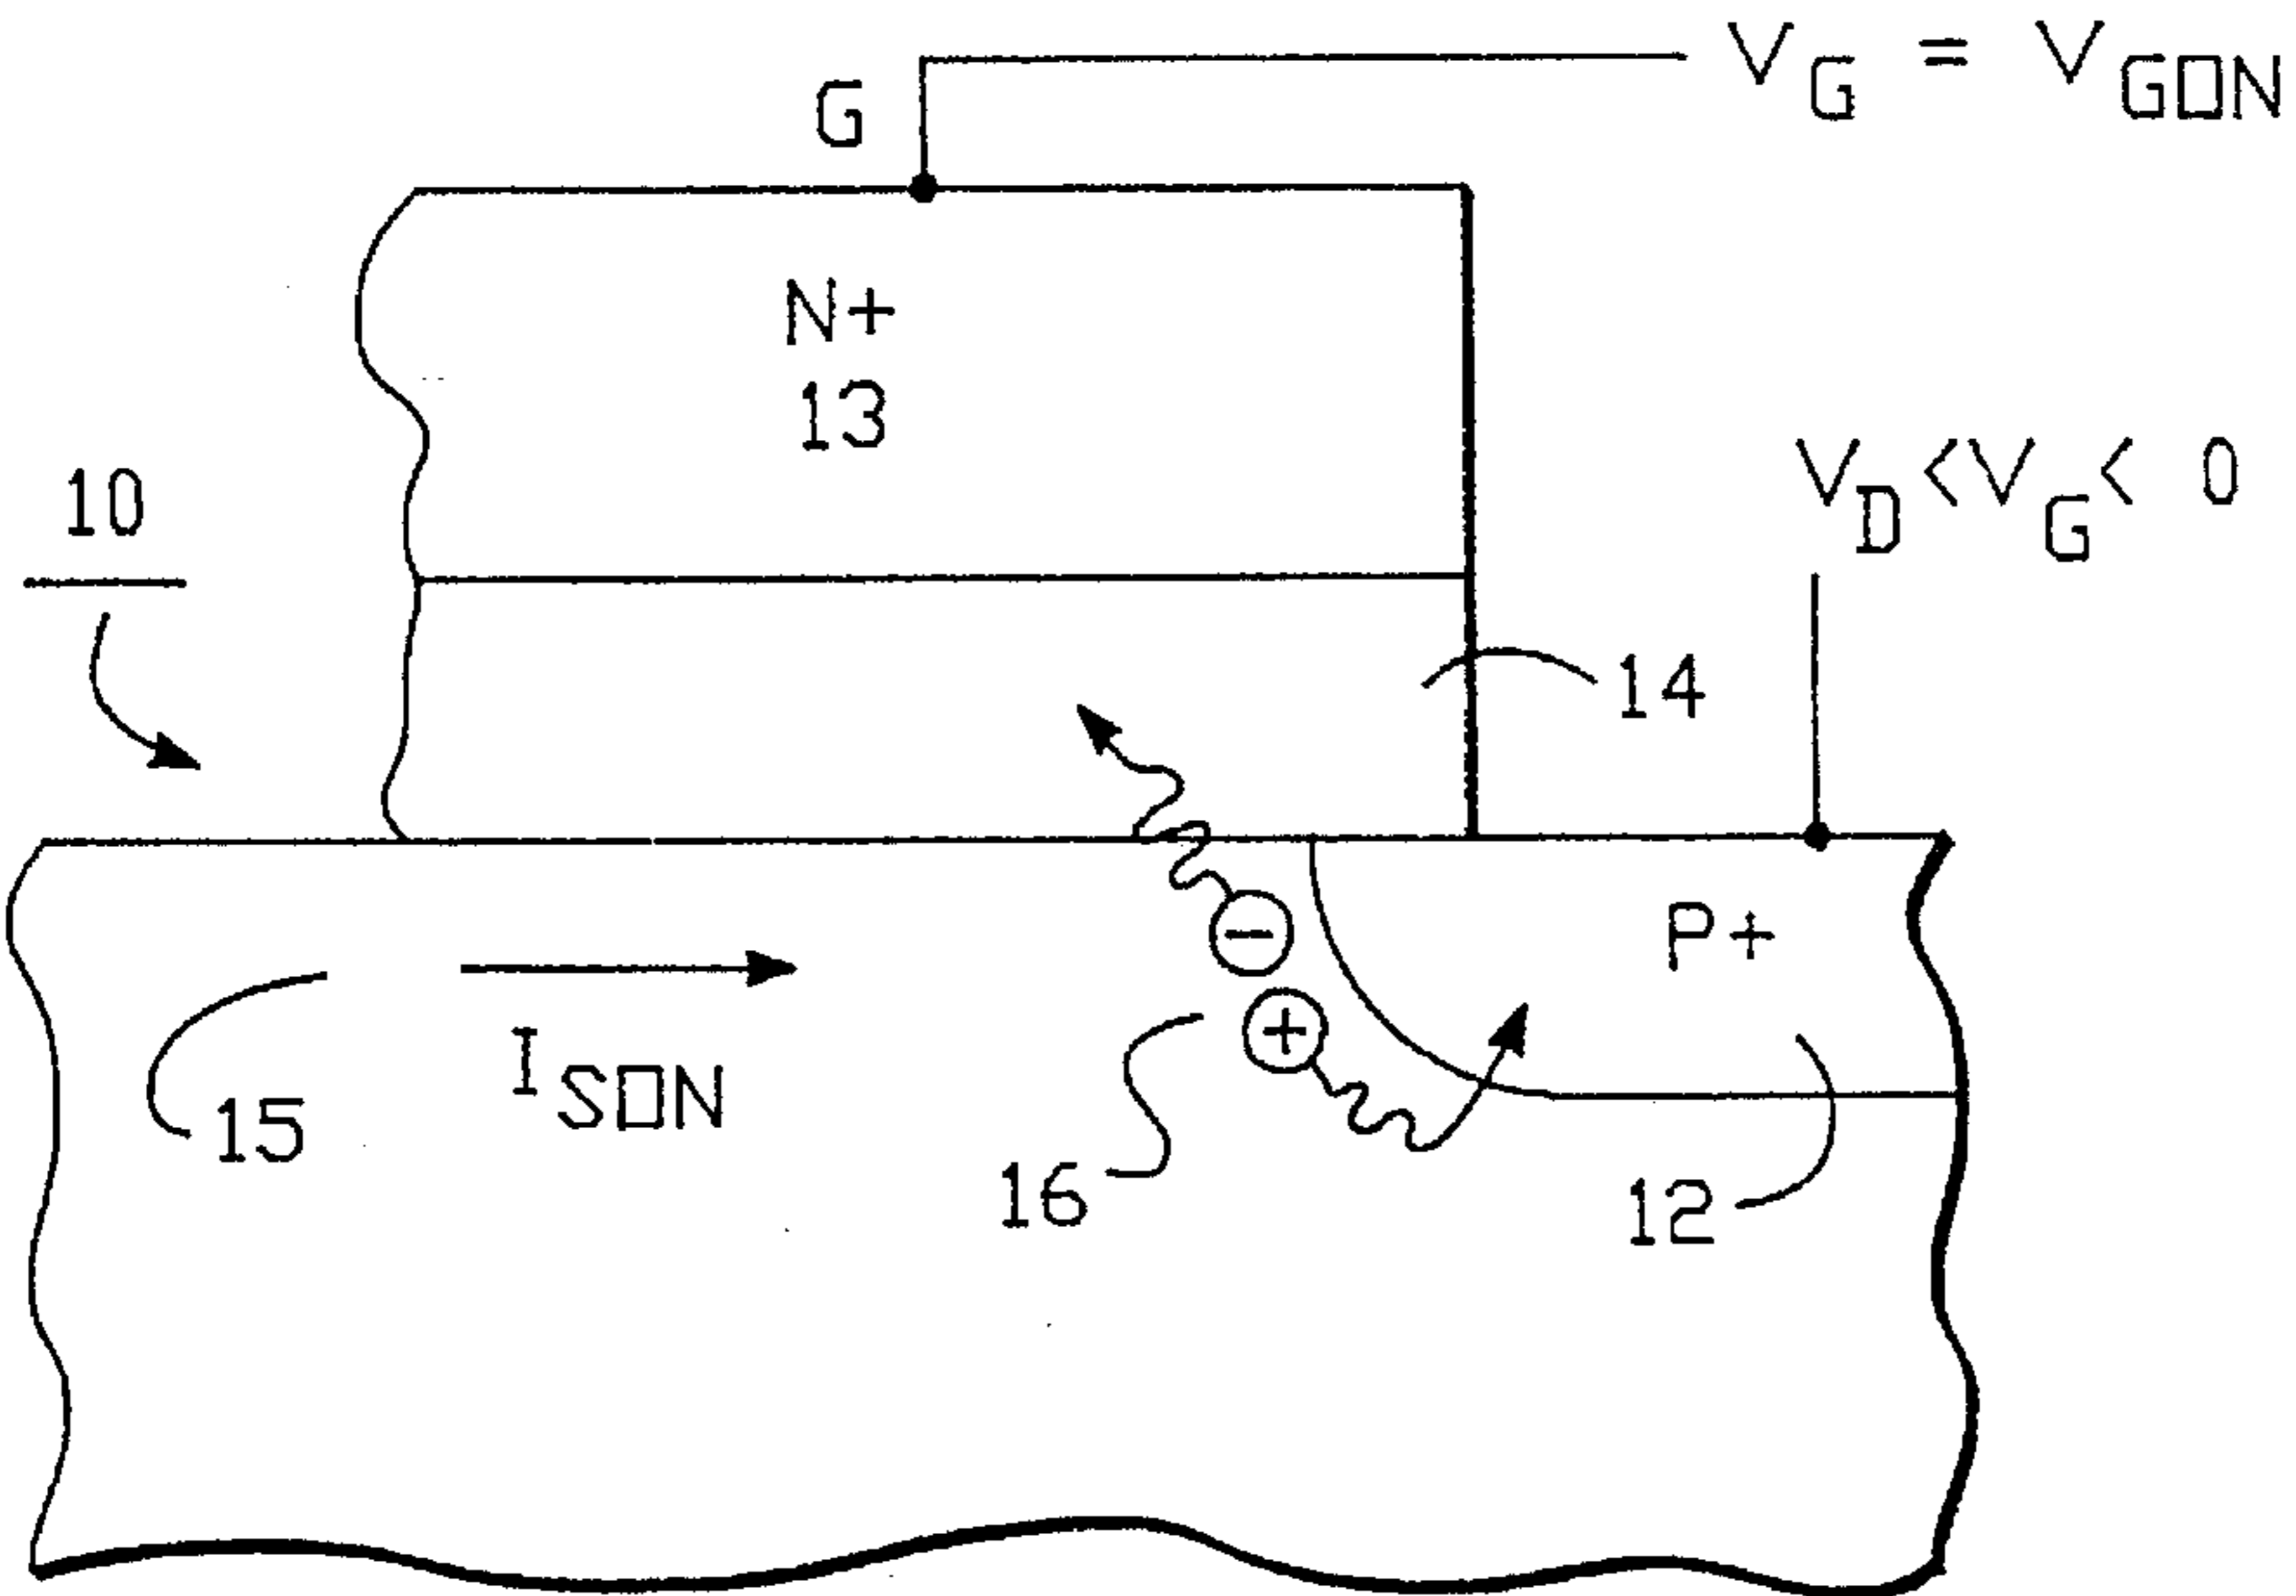 G
V_G = V_GON
N+
13
10
V_D < V_G < 0
14
−
P+
+
I_SON
15
16
12